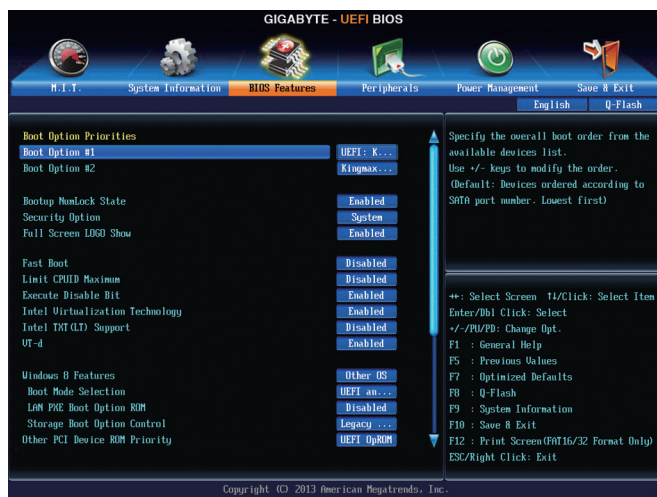 GIGABYTE - UEFI BIOS
M.I.T.
System Information
BIOS Features
Peripherals
Power Management
Save & Exit
English
Q-Flash
Boot Option Priorities
Boot Option #1 UEFI: K...
Boot Option #2 Kingmax...
Bootup NumLock State Enabled
Security Option System
Full Screen LOGO Show Enabled
Fast Boot Disabled
Limit CPUID Maximum Disabled
Execute Disable Bit Enabled
Intel Virtualization Technology Enabled
Intel TXT(LT) Support Disabled
VT-d Enabled
Windows 8 Features Other OS
Boot Mode Selection UEFI an...
LAN PXE Boot Option ROM Disabled
Storage Boot Option Control Legacy ...
Other PCI Device ROM Priority UEFI OpROM
Specify the overall boot order from the
available devices list.
Use +/- keys to modify the order.
(Default: Devices ordered according to
SATA port number. Lowest first)
→←: Select Screen ↑↓/Click: Select Item
Enter/Dbl Click: Select
+/-/PU/PD: Change Opt.
F1 : General Help
F5 : Previous Values
F7 : Optimized Defaults
F8 : Q-Flash
F9 : System Information
F10 : Save & Exit
F12 : Print Screen(FAT16/32 Format Only)
ESC/Right Click: Exit
Copyright (C) 2013 American Megatrends, Inc.